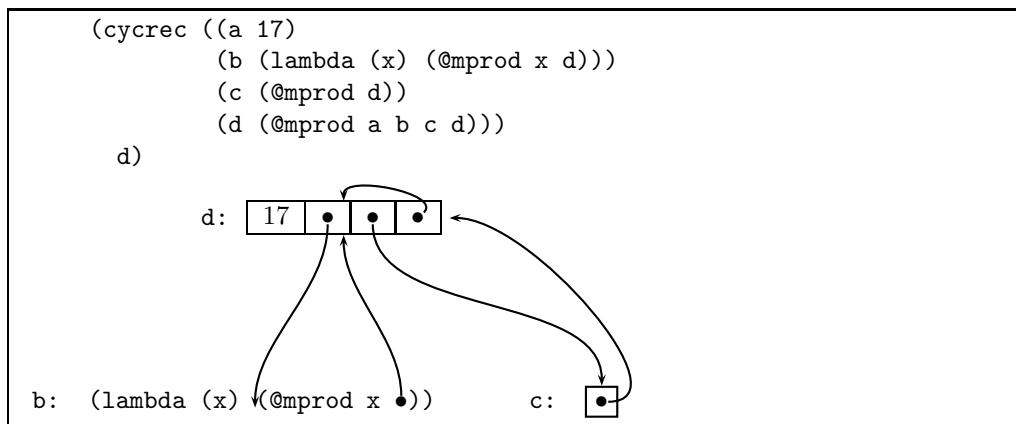 (cycrec ((a 17)
(b (lambda (x) (@mprod x d)))
(c (@mprod d))
(d (@mprod a b c d)))
d)
d: 17
b: (lambda (x) (@mprod x •)) c: